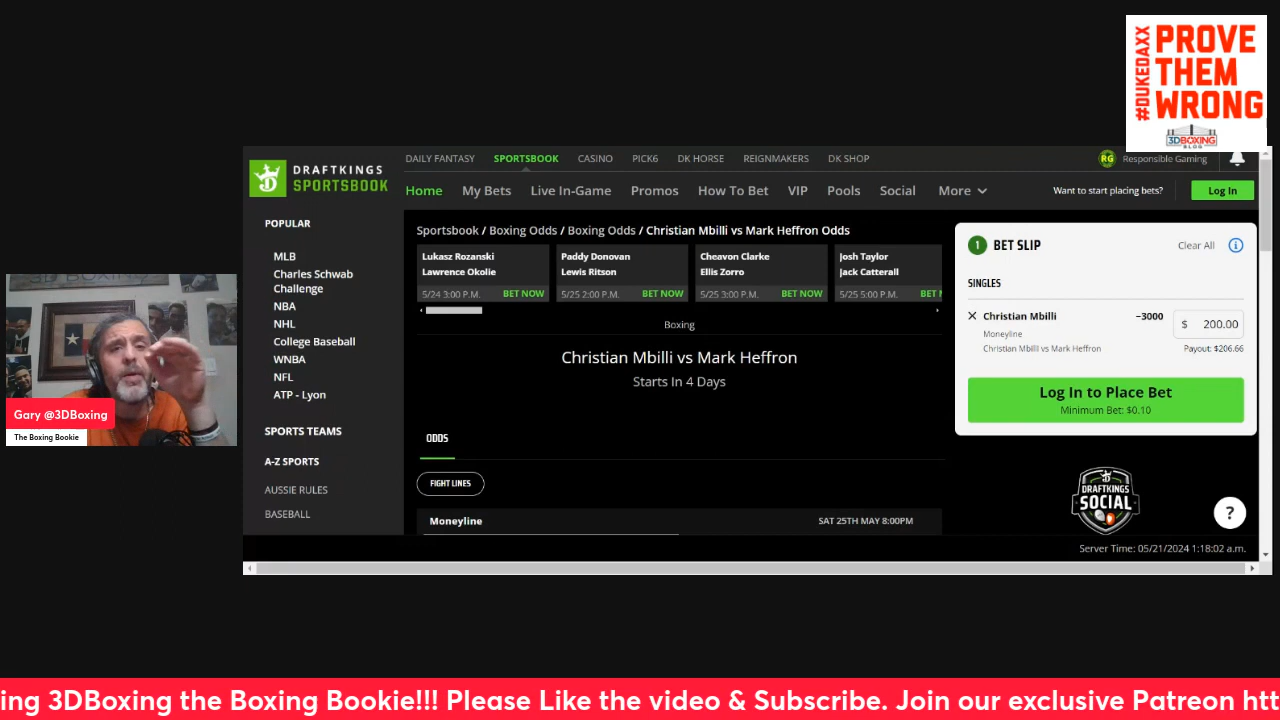 #DUKEDAXX
PROVE
THEM
WRONG
3DBOXING
BLOG
DRAFTKINGS
SPORTSBOOK
DAILY FANTASY SPORTSBOOK CASINO PICK6 DK HORSE REIGNMAKERS DK SHOP
RG Responsible Gaming
Home My Bets Live In-Game Promos How To Bet VIP Pools Social More
Want to start placing bets? Log In
POPULAR
MLB
Charles Schwab
Challenge
NBA
NHL
College Baseball
WNBA
NFL
ATP - Lyon
SPORTS TEAMS
A-Z SPORTS
AUSSIE RULES
BASEBALL
Sportsbook / Boxing Odds / Boxing Odds / Christian Mbilli vs Mark Heffron Odds
Lukasz Rozanski
Lawrence Okolie
5/24 3:00 P.M. BET NOW
Paddy Donovan
Lewis Ritson
5/25 2:00 P.M. BET NOW
Cheavon Clarke
Ellis Zorro
5/25 3:00 P.M. BET NOW
Josh Taylor
Jack Catterall
5/25 5:00 P.M. BET N
Boxing
Christian Mbilli vs Mark Heffron
Starts In 4 Days
ODDS
FIGHT LINES
Moneyline SAT 25TH MAY 8:00PM
1 BET SLIP Clear All
SINGLES
Christian Mbilli −3000 $ 200.00
Moneyline
Christian Mbilli vs Mark Heffron Payout: $206.66
Log In to Place Bet
Minimum Bet: $0.10
DRAFTKINGS
SOCIAL
?
Server Time: 05/21/2024 1:18:02 a.m.
Gary @3DBoxing
The Boxing Bookie
ing 3DBoxing the Boxing Bookie!!! Please Like the video & Subscribe. Join our exclusive Patreon htt